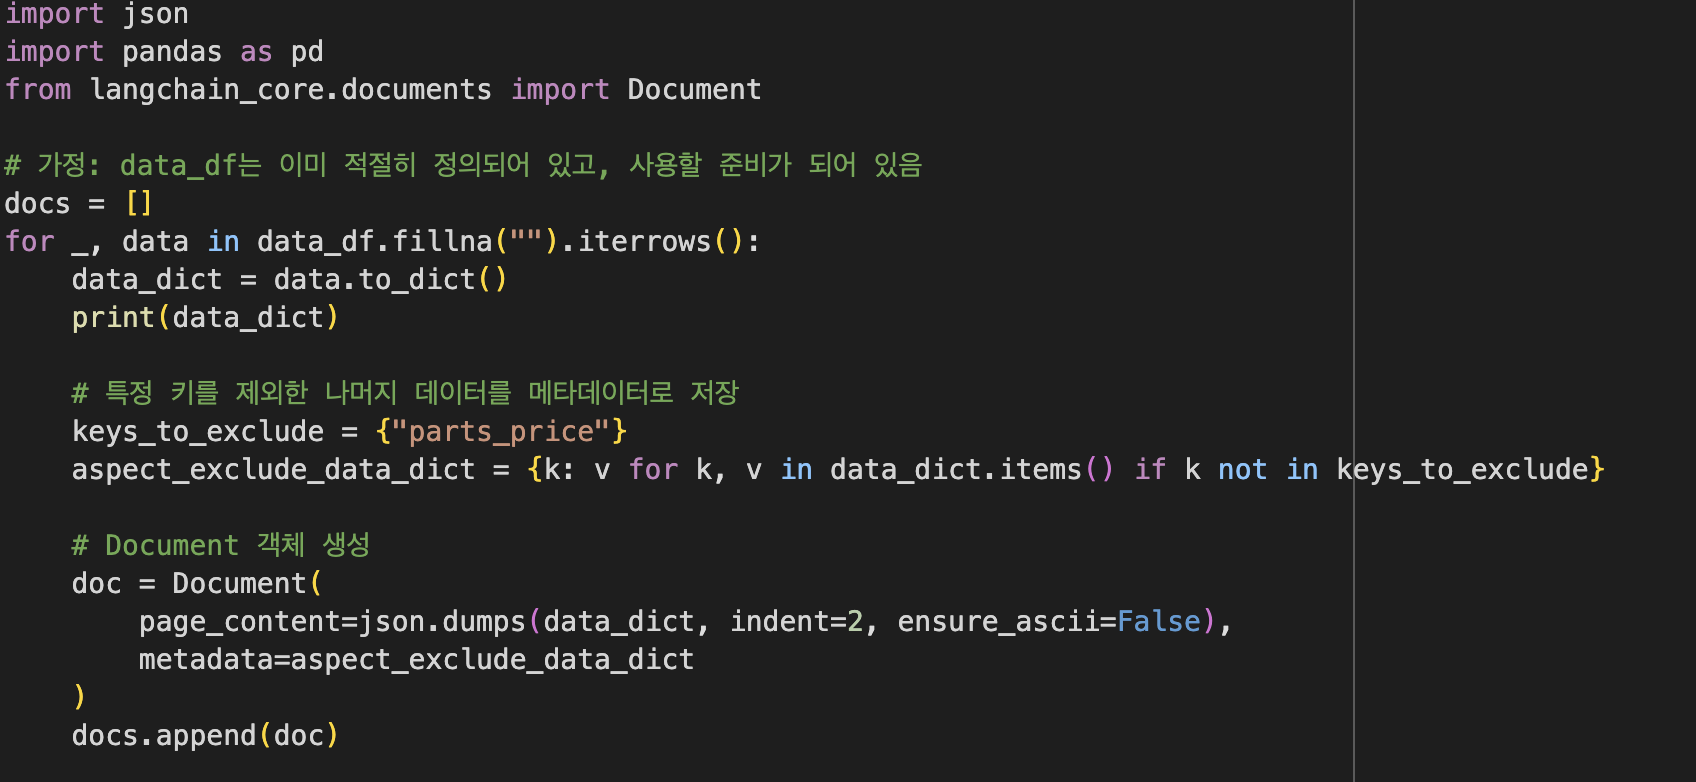 import json
import pandas as pd
from langchain_core.documents import Document
# 가정: data_df는 이미 적절히 정의되어 있고, 사용할 준비가 되어 있음
docs = []
for _, data in data_df.fillna("").iterrows():
    data_dict = data.to_dict()
    print(data_dict)
    # 특정 키를 제외한 나머지 데이터를 메타데이터로 저장
    keys_to_exclude = {"parts_price"}
    aspect_exclude_data_dict = {k: v for k, v in data_dict.items() if k not in keys_to_exclude}
    # Document 객체 생성
    doc = Document(
        page_content=json.dumps(data_dict, indent=2, ensure_ascii=False),
        metadata=aspect_exclude_data_dict
    )
    docs.append(doc)